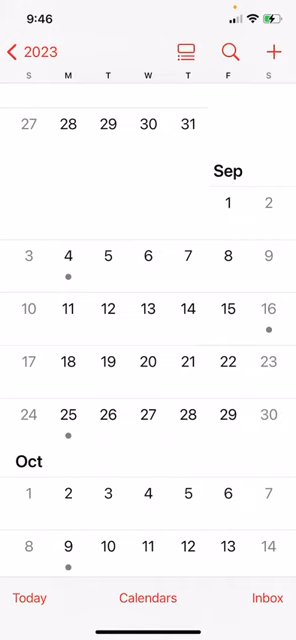 9:46
2023
S M T W T F S
27 28 29 30 31
Sep
1 2
3 4 5 6 7 8 9
10 11 12 13 14 15 16
17 18 19 20 21 22 23
24 25 26 27 28 29 30
Oct
1 2 3 4 5 6 7
8 9 10 11 12 13 14
Today Calendars Inbox